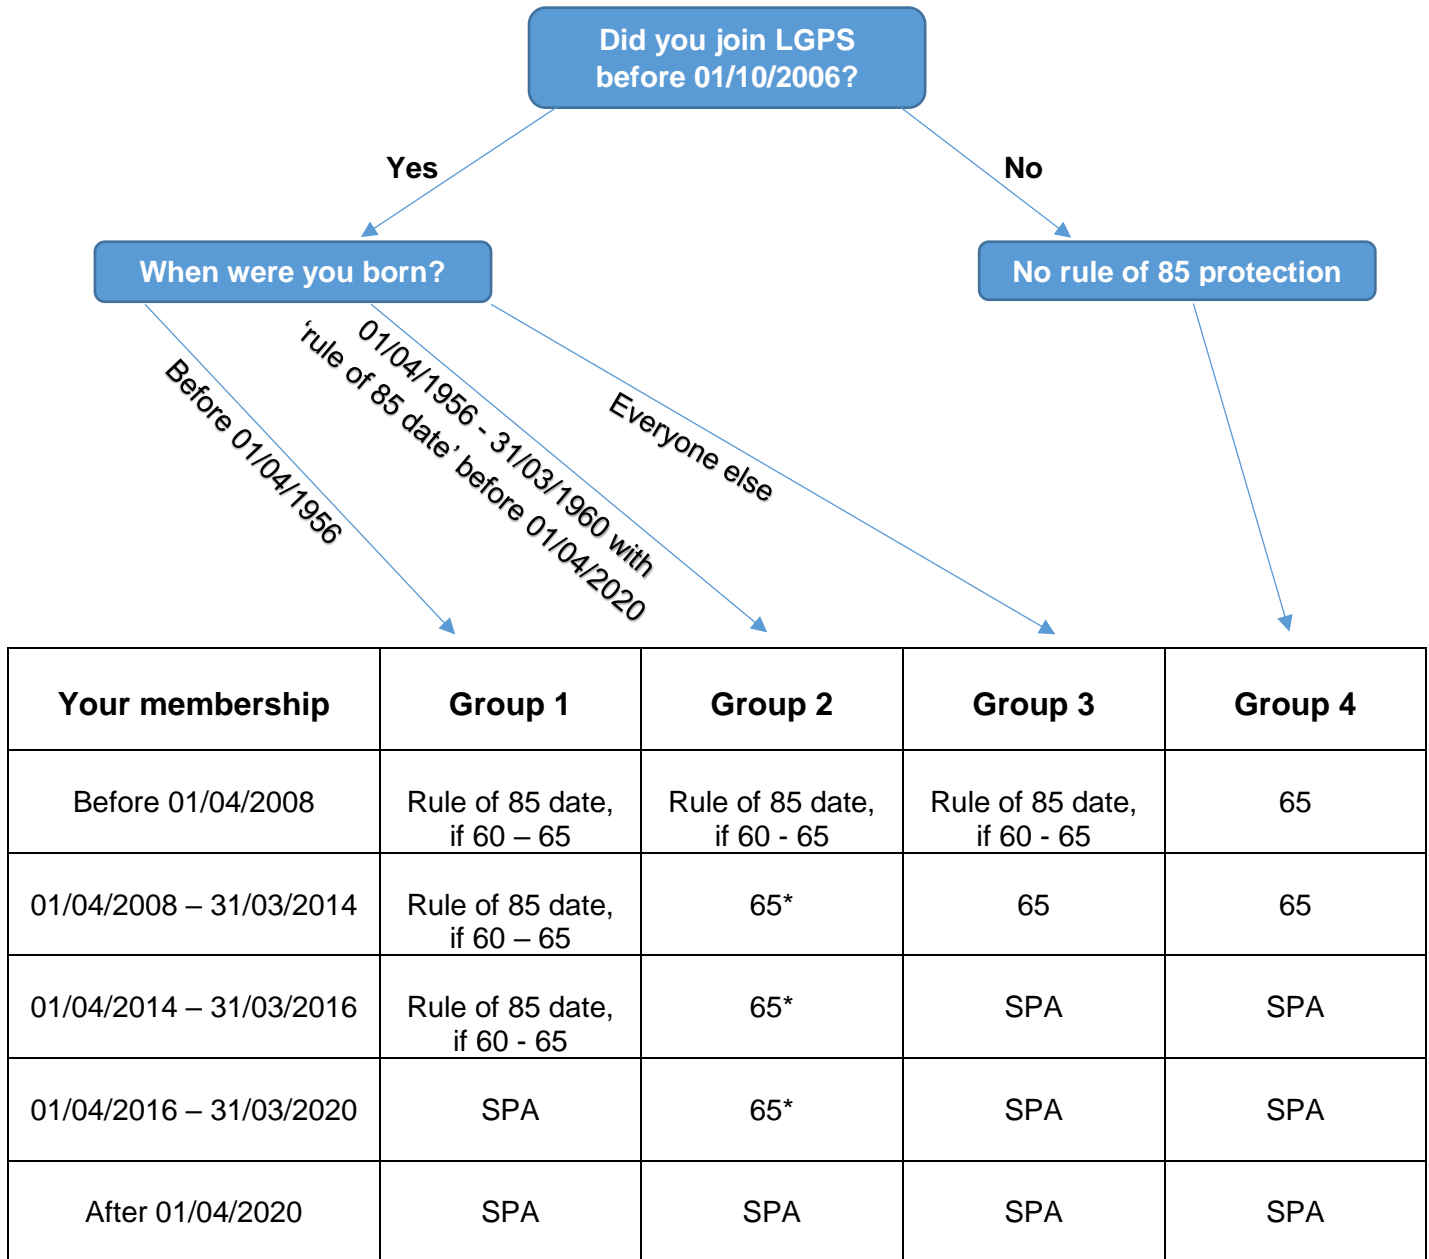 Did you join LGPS
before 01/10/2006?
Yes
No
When were you born?
No rule of 85 protection
Before 01/04/1956
01/04/1956 - 31/03/1960 with
‘rule of 85 date’ before 01/04/2020
Everyone else
Your membership
Group 1
Group 2
Group 3
Group 4
Before 01/04/2008
Rule of 85 date,
if 60 – 65
Rule of 85 date,
if 60 - 65
Rule of 85 date,
if 60 - 65
65
01/04/2008 – 31/03/2014
Rule of 85 date,
if 60 – 65
65*
65
65
01/04/2014 – 31/03/2016
Rule of 85 date,
if 60 - 65
65*
SPA
SPA
01/04/2016 – 31/03/2020
SPA
65*
SPA
SPA
After 01/04/2020
SPA
SPA
SPA
SPA